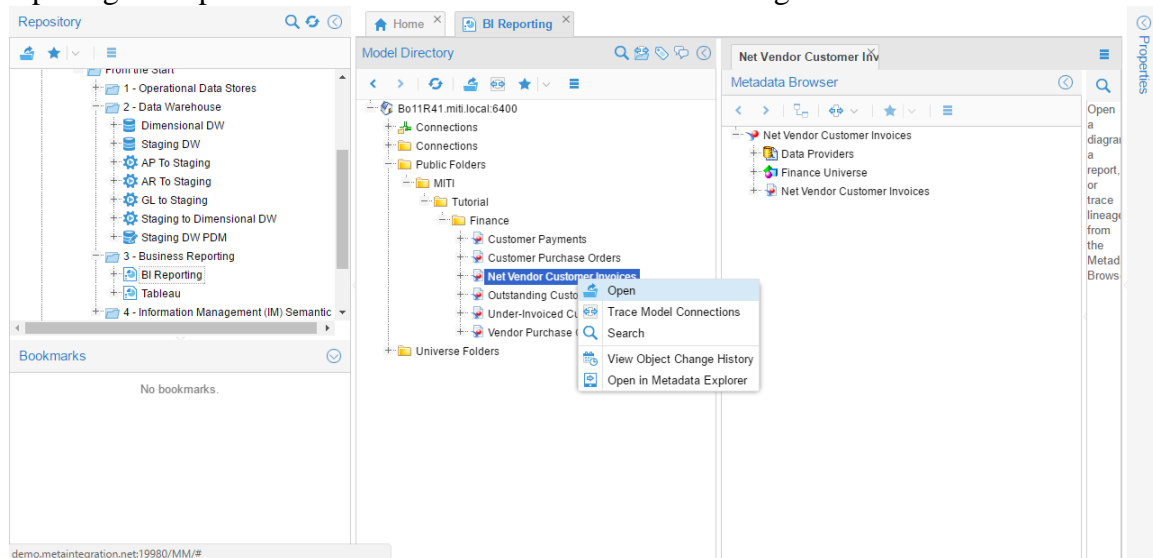 Repository
Home
BI Reporting
Model Directory
Net Vendor Customer Inv
Metadata Browser
Properties
From the Start
1 - Operational Data Stores
2 - Data Warehouse
Dimensional DW
Staging DW
AP To Staging
AR To Staging
GL to Staging
Staging to Dimensional DW
Staging DW PDM
3 - Business Reporting
BI Reporting
Tableau
4 - Information Management (IM) Semantic
Bookmarks
No bookmarks.
Bo11R41.miti.local:6400
Connections
Connections
Public Folders
MITI
Tutorial
Finance
Customer Payments
Customer Purchase Orders
Net Vendor Customer Invoices
Outstanding Custo
Under-Invoiced Cu
Vendor Purchase
Universe Folders
Open
Trace Model Connections
Search
View Object Change History
Open in Metadata Explorer
Net Vendor Customer Invoices
Data Providers
Finance Universe
Net Vendor Customer Invoices
Open
a
diagra
a
report,
or
trace
lineage
from
the
Metad
Brows
demo.metaintegration.net:19980/MM/#